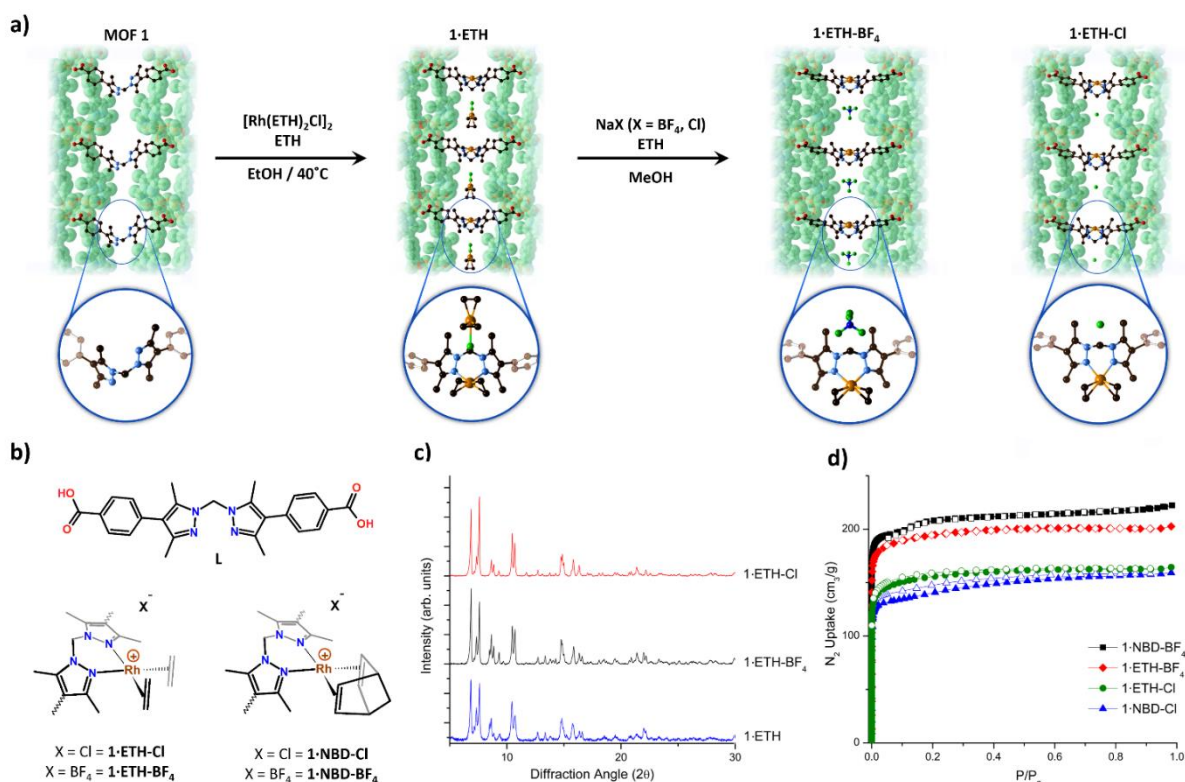 a)
MOF 1
1·ETH
1·ETH-BF₄
1·ETH-Cl
[Rh(ETH)₂Cl]₂
ETH
EtOH / 40°C
NaX (X = BF₄, Cl)
ETH
MeOH
b)
HO
O
N
N
N
N
O
OH
L
X⁻
N
N
N
N
Rh
⊕
X = Cl = 1·ETH-Cl
X = BF₄ = 1·ETH-BF₄
X⁻
N
N
N
N
Rh
⊕
X = Cl = 1·NBD-Cl
X = BF₄ = 1·NBD-BF₄
c)
Intensity (arb. units)
1·ETH-Cl
1·ETH-BF₄
1·ETH
10
20
30
Diffraction Angle (2θ)
d)
N₂ Uptake (cm³/g)
200
100
0
0.0
0.2
0.4
0.6
0.8
1.0
1·NBD-BF₄
1·ETH-BF₄
1·ETH-Cl
1·NBD-Cl